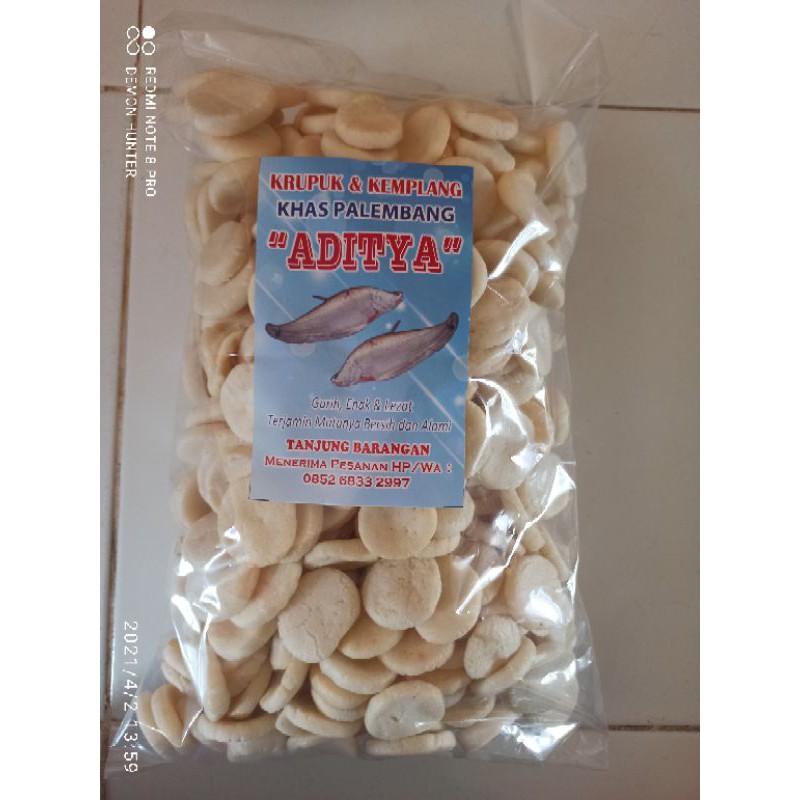 KRUPUK & KEMPLANG
KHAS PALEMBANG
"ADITYA"
Gurih, Enak & Lezat
Terjamin Mutunya Bersih dan Alami
TANJUNG BARANGAN
MENERIMA PESANAN HP/WA :
0852 6833 2997
REDMI NOTE 8 PRO
DEMON HUNTER
2021/4/2 13:59